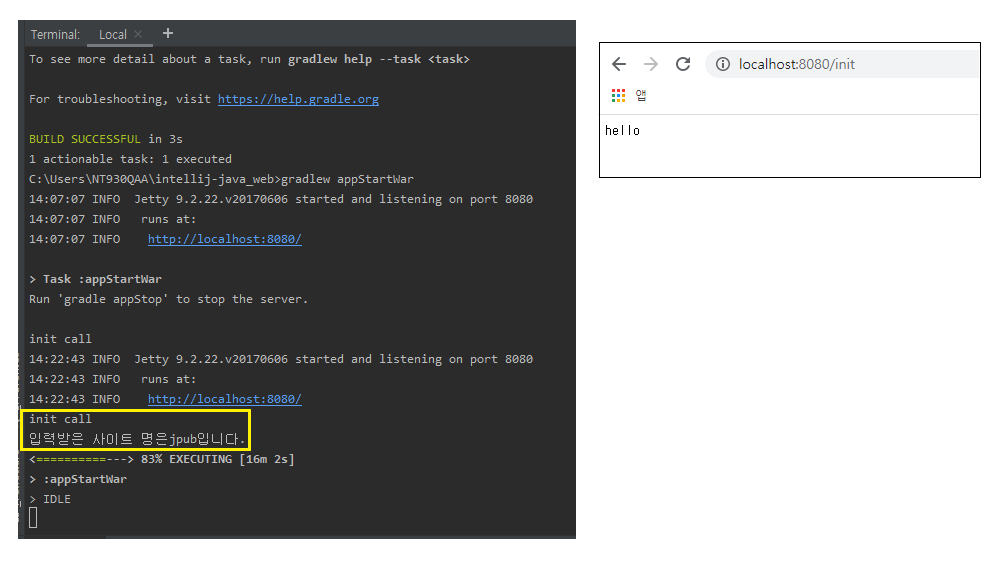 Terminal: Local × +
To see more detail about a task, run gradlew help --task <task>
For troubleshooting, visit https://help.gradle.org
BUILD SUCCESSFUL in 3s
1 actionable task: 1 executed
C:\Users\NT930QAA\intellij-java_web>gradlew appStartWar
14:07:07 INFO  Jetty 9.2.22.v20170606 started and listening on port 8080
14:07:07 INFO   runs at:
14:07:07 INFO    http://localhost:8080/
> Task :appStartWar
Run 'gradle appStop' to stop the server.
init call
14:22:43 INFO  Jetty 9.2.22.v20170606 started and listening on port 8080
14:22:43 INFO   runs at:
14:22:43 INFO    http://localhost:8080/
init call
입력받은 사이트 명은jpub입니다.
<==========---> 83% EXECUTING [16m 2s]
> :appStartWar
> IDLE
localhost:8080/init
앱
hello